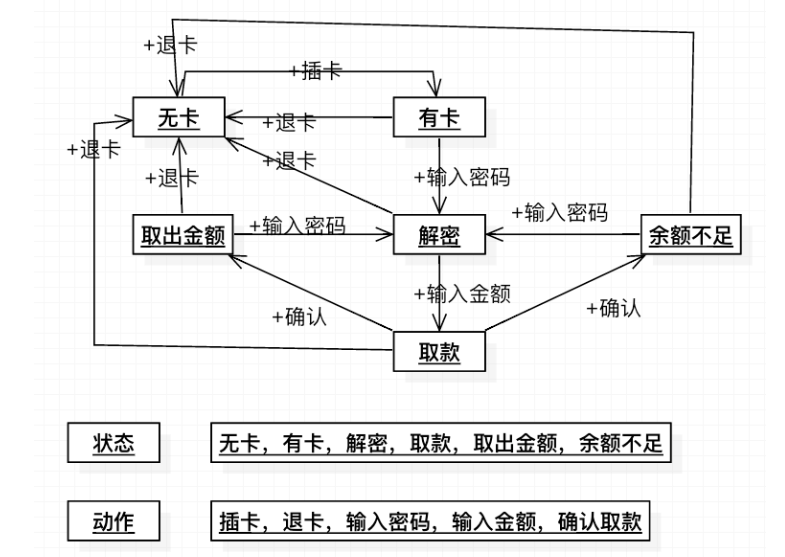 +退卡
+插卡
无卡
+退卡
有卡
+退卡
+退卡
+退卡
+输入密码
取出金额
+输入密码
解密
+输入密码
余额不足
+输入金额
+确认
+确认
取款
状态
无卡，有卡，解密，取款，取出金额，余额不足
动作
插卡，退卡，输入密码，输入金额，确认取款